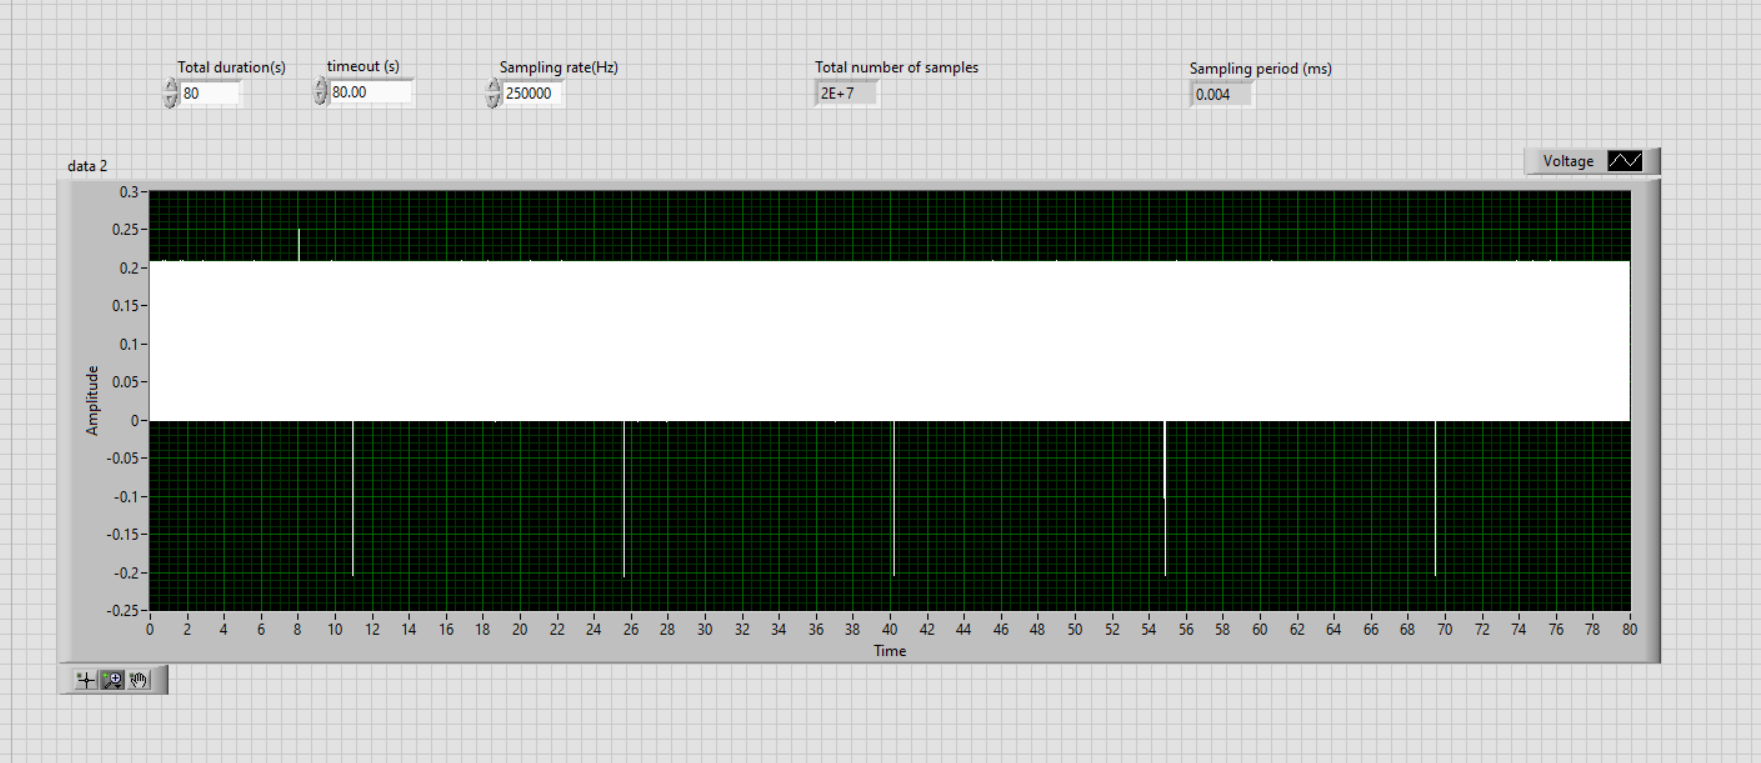 Total duration(s) timeout (s) Sampling rate(Hz) Total number of samples Sampling period (ms)
80 80.00 250000 2E+7 0.004
data 2 Voltage
0.3
0.25
0.2
0.15
0.1
0.05
0
-0.05
-0.1
-0.15
-0.2
-0.25
Amplitude
0 2 4 6 8 10 12 14 16 18 20 22 24 26 28 30 32 34 36 38 40 42 44 46 48 50 52 54 56 58 60 62 64 66 68 70 72 74 76 78 80
Time